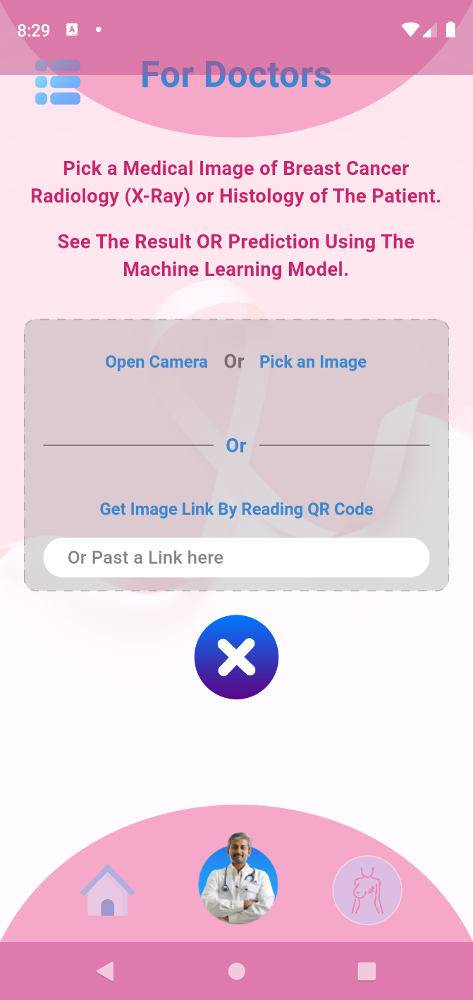 8:29
A
For Doctors
Pick a Medical Image of Breast Cancer
Radiology (X-Ray) or Histology of The Patient.
See The Result OR Prediction Using The
Machine Learning Model.
Open Camera Or Pick an Image
Or
Get Image Link By Reading QR Code
Or Past a Link here